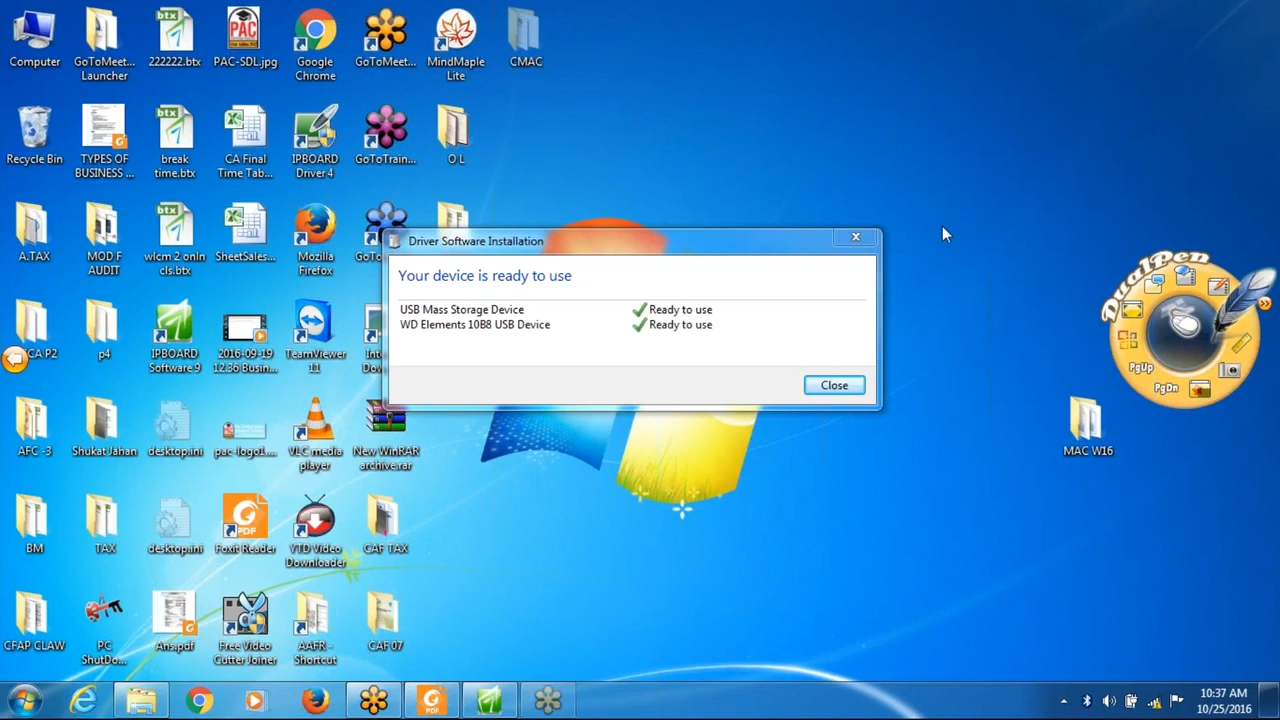 Computer
GoToMeet...
Launcher
222222.btx
PAC-SDL.jpg
Google
Chrome
GoToMeet...
MindMaple
Lite
CMAC
Recycle Bin
TYPES OF
BUSINESS ...
break
time.btx
CA Final
Time Tab...
IPBOARD
Driver 4
GoToTrain...
O L
A.TAX
MOD F
AUDIT
wlcm 2 onln
cls.btx
SheetSales...
Mozilla
Firefox
Driver Software Installation
Your device is ready to use
USB Mass Storage Device
Ready to use
WD Elements 10B8 USB Device
Ready to use
Close
DualPen
PgUp
PgDn
CA P2
p4
IPBOARD
Software 9
2016-09-19
12.36 Busin...
TeamViewer
11
MAC W16
AFC -3
Shukat Jahan
desktop.ini
pac-logo1....
VLC media
player
New WinRAR
archive.rar
BM
TAX
desktop.ini
Foxit Reader
YTD Video
Downloader
CAF TAX
CFAP CLAW
PC
ShutDo...
Ans.pdf
Free Video
Cutter Joiner
AAFR -
Shortcut
CAF 07
10:37 AM
10/25/2016